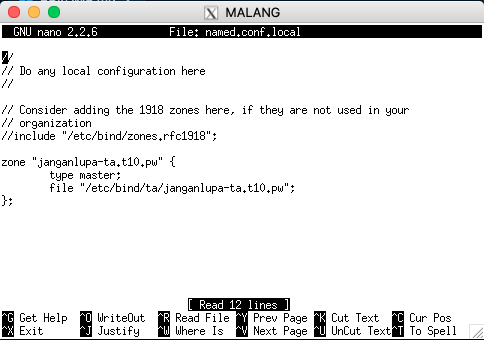 MALANG
GNU nano 2.2.6 File: named.conf.local
//
// Do any local configuration here
//
// Consider adding the 1918 zones here, if they are not used in your
// organization
//include "/etc/bind/zones.rfc1918";
zone "janganlupa-ta.t10.pw" {
        type master;
        file "/etc/bind/ta/janganlupa-ta.t10.pw";
};
[ Read 12 lines ]
^G Get Help ^O WriteOut ^R Read File ^Y Prev Page ^K Cut Text ^C Cur Pos
^X Exit ^J Justify ^W Where Is ^V Next Page ^U UnCut Text^T To Spell